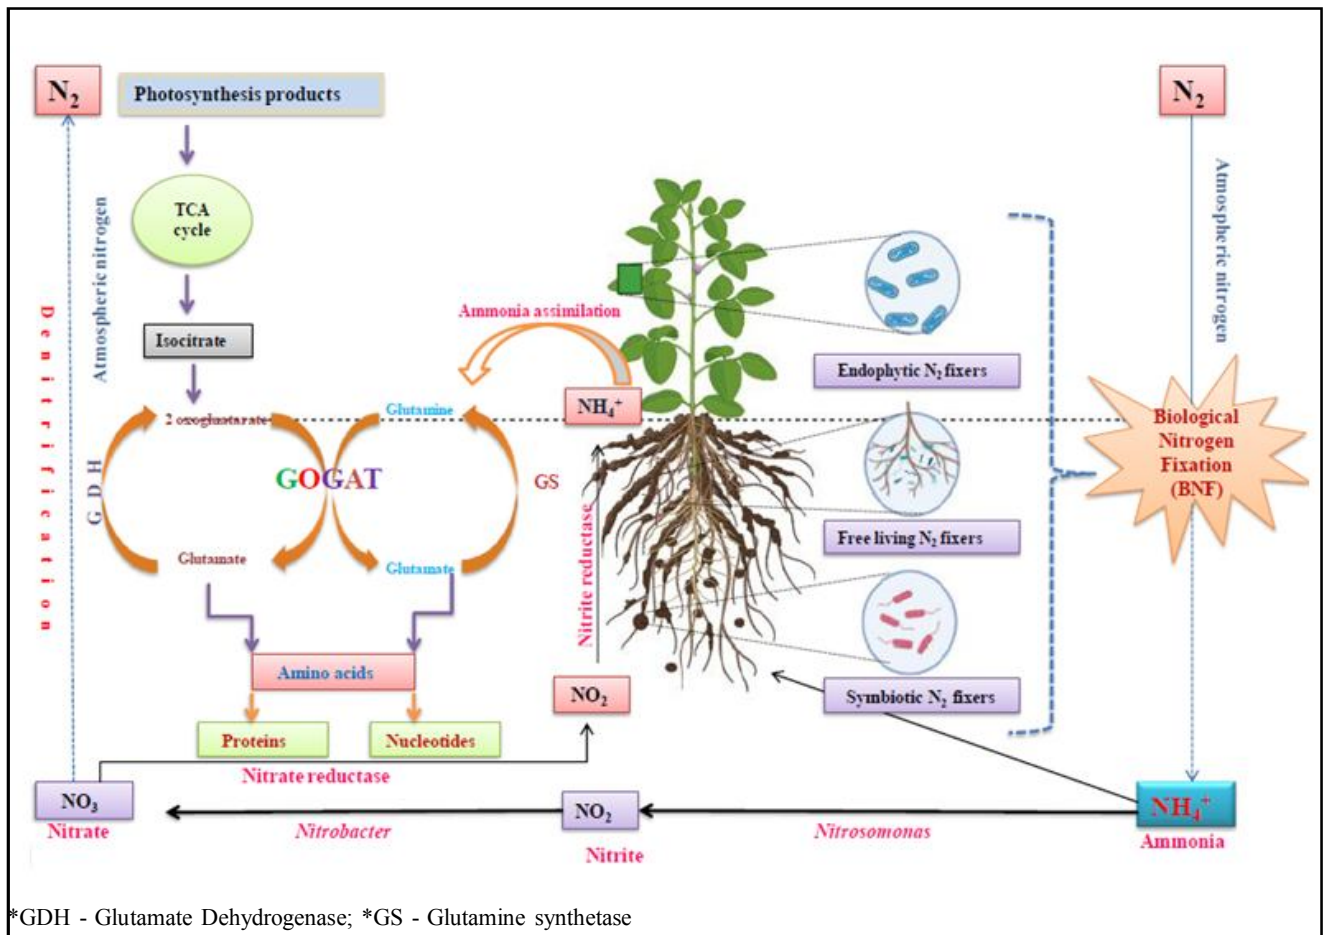 N₂
Photosynthesis products
N₂
TCA
cycle
Atmospheric nitrogen
Atmospheric nitrogen
Denitrification
Ammonia assimilation
Isocitrate
Endophytic N₂ fixers
NH₄⁺
2 oxogluatarate
Glutamine
Biological
Nitrogen
Fixation
(BNF)
GDH
GOGAT
GS
Nitrite reductase
Free living N₂ fixers
Glutamate
Glutamate
Amino acids
NO₂
Symbiotic N₂ fixers
Proteins
Nucleotides
Nitrate reductase
NO₃
Nitrate
Nitrobacter
NO₂
Nitrite
Nitrosomonas
NH₄⁺
Ammonia
*GDH - Glutamate Dehydrogenase; *GS - Glutamine synthetase